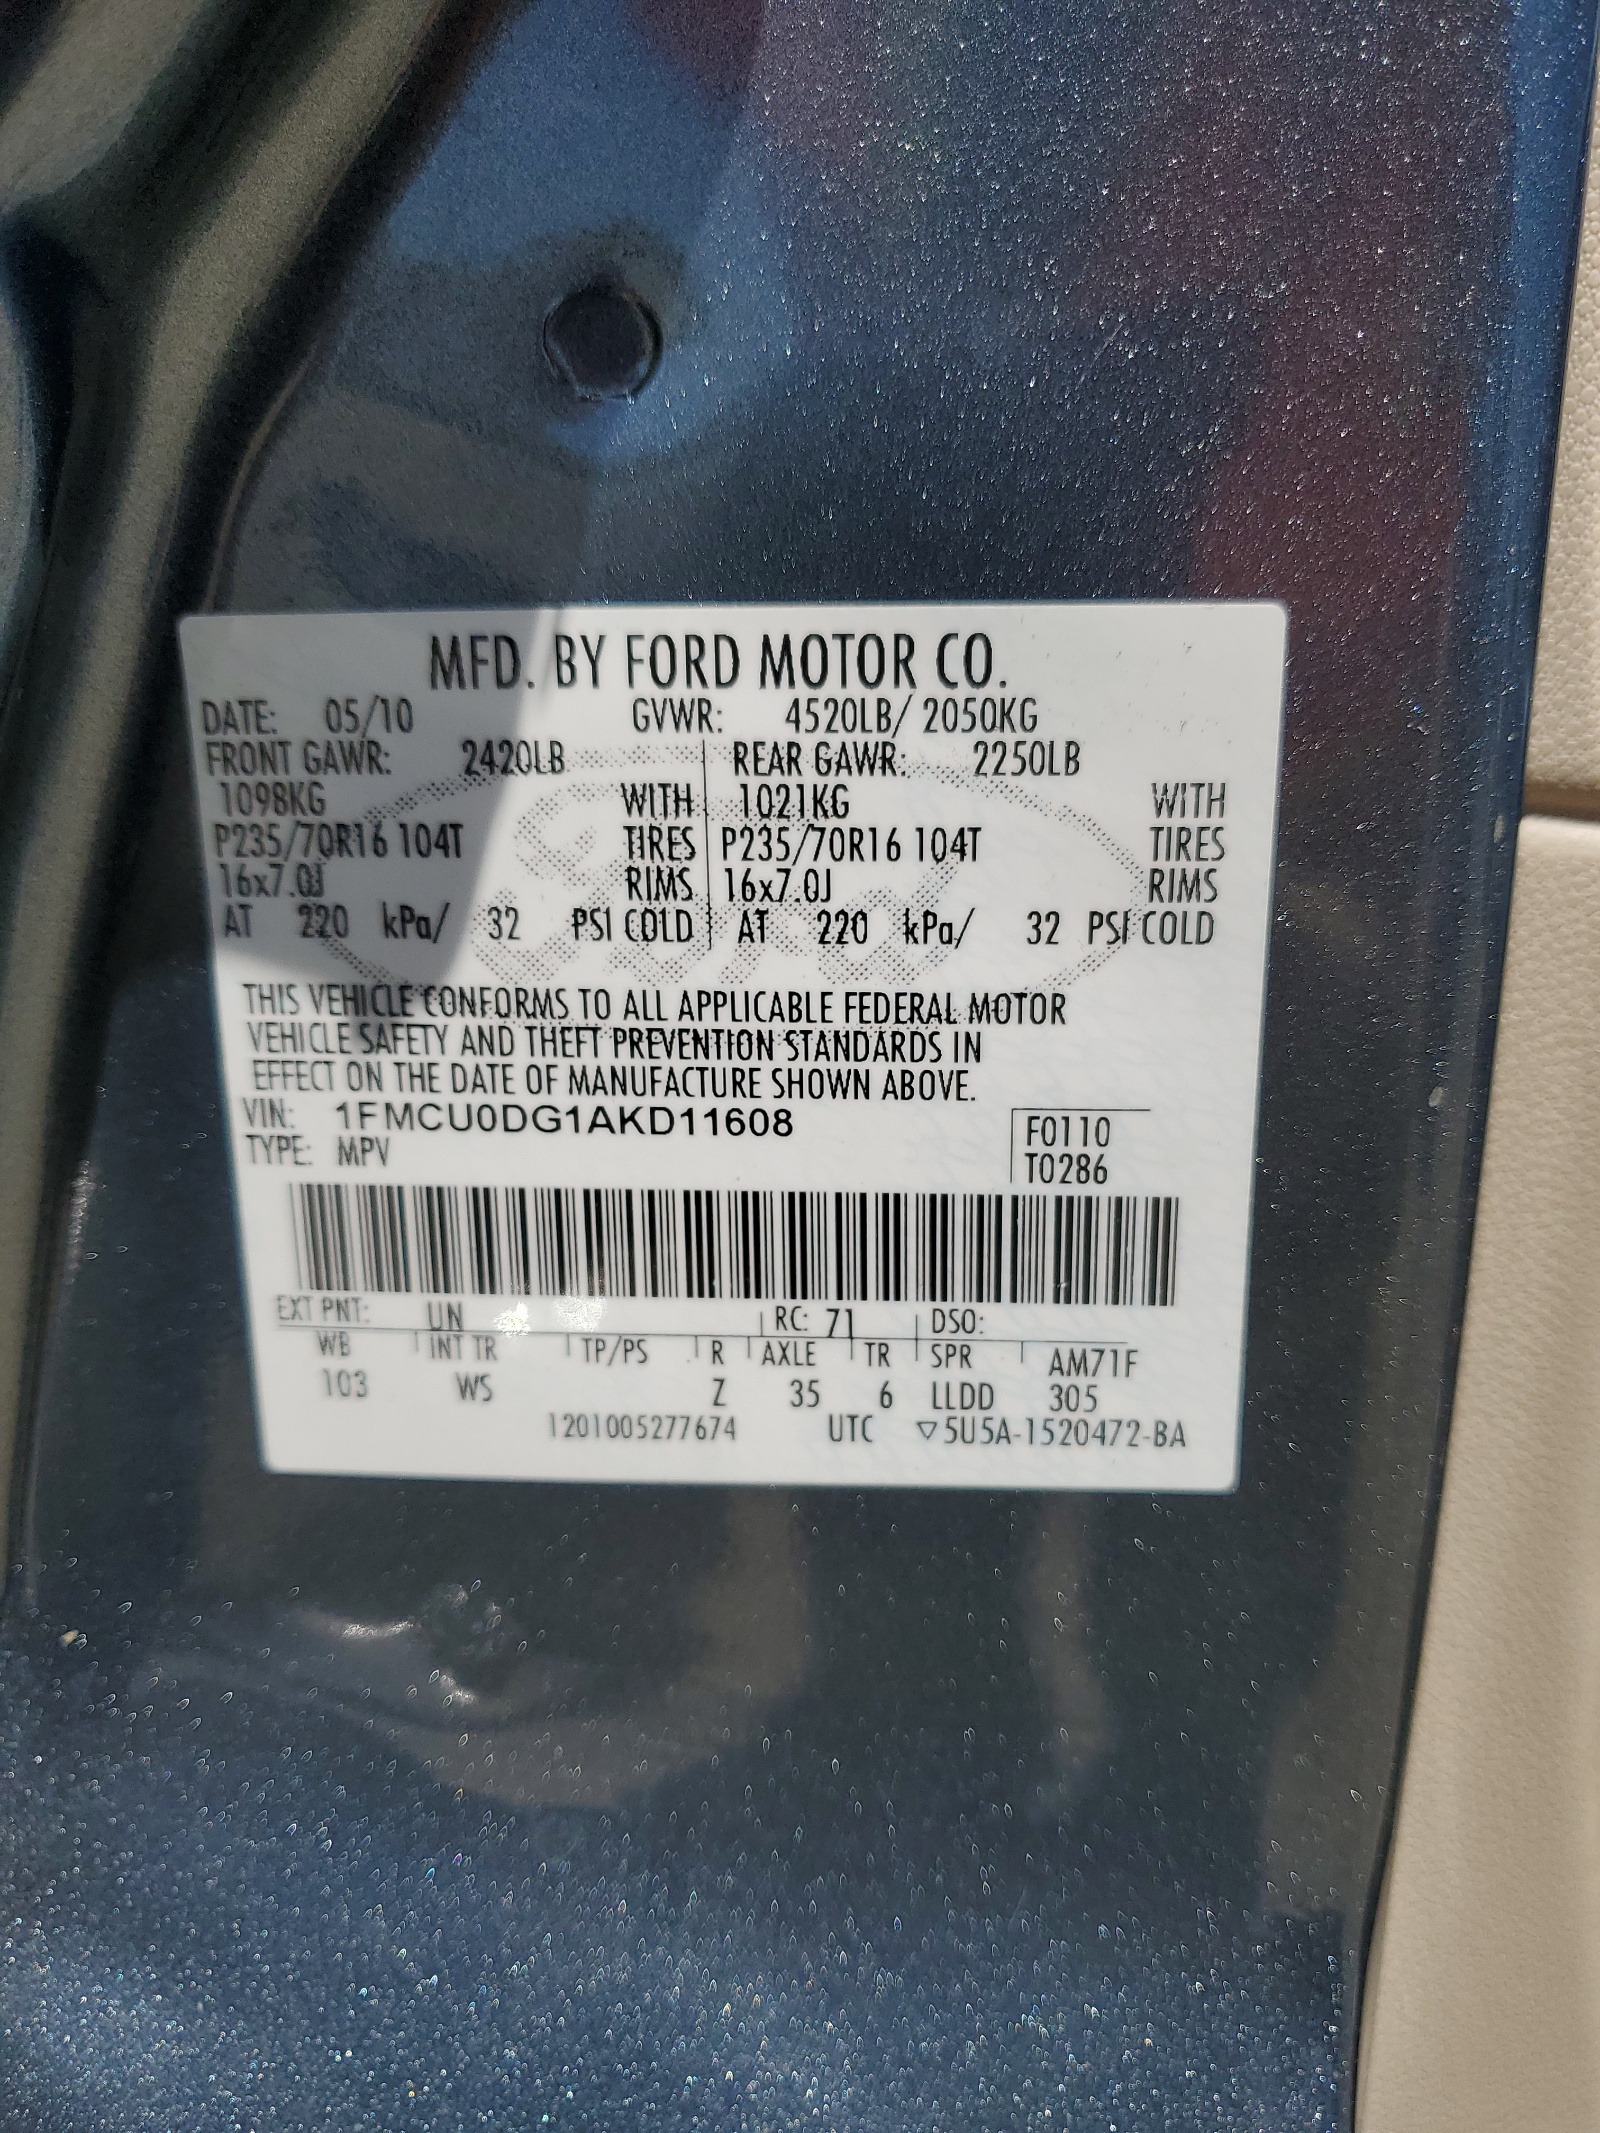 MFD. BY FORD MOTOR CO.
DATE: 05/10 GVWR: 4520LB/ 2050KG
FRONT GAWR: 2420LB REAR GAWR: 2250LB
1098KG WITH 1021KG WITH
P235/70R16 104T TIRES P235/70R16 104T TIRES
16x7.0J RIMS 16x7.0J RIMS
AT 220 kPa/ 32 PSI COLD AT 220 kPa/ 32 PSI COLD
THIS VEHICLE CONFORMS TO ALL APPLICABLE FEDERAL MOTOR
VEHICLE SAFETY AND THEFT PREVENTION STANDARDS IN
EFFECT ON THE DATE OF MANUFACTURE SHOWN ABOVE.
VIN: 1FMCU0DG1AKD11608 F0110
TYPE: MPV T0286
EXT PNT: UN RC: 71 DSO:
WB INT TR TP/PS R AXLE TR SPR AM71F
103 WS Z 35 6 LLDD 305
1201005277674 UTC ▽5U5A-1520472-BA